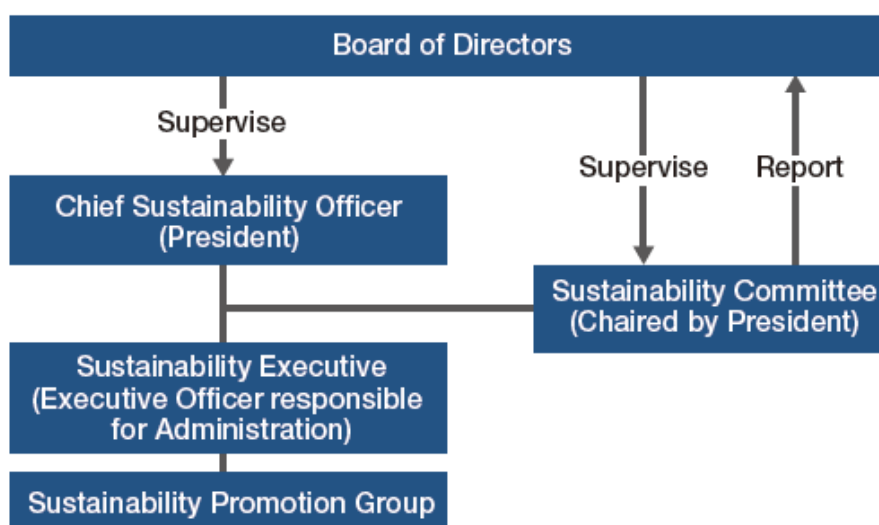 Board of Directors
Supervise
Supervise
Report
Chief Sustainability Officer
(President)
Sustainability Committee
(Chaired by President)
Sustainability Executive
(Executive Officer responsible
for Administration)
Sustainability Promotion Group